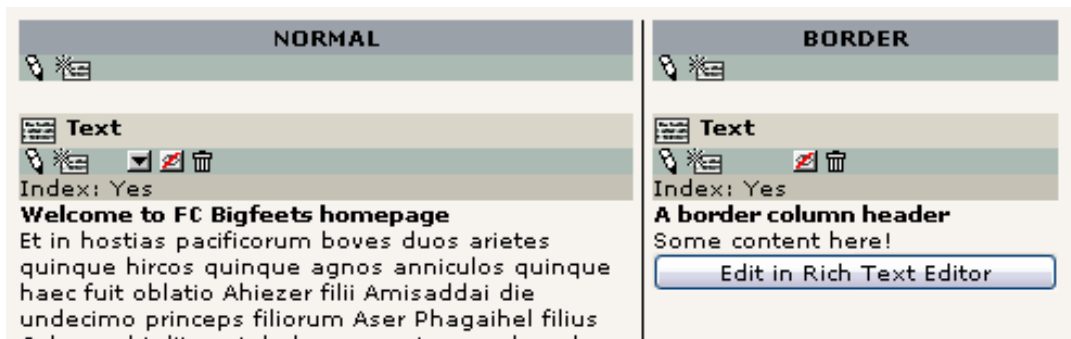 NORMAL
Text
Index: Yes
Welcome to FC Bigfeets homepage
Et in hostias pacificorum boves duos arietes
quinque hircos quinque agnos anniculos quinque
haec fuit oblatio Ahiezer filii Amisaddai die
undecimo princeps filiorum Aser Phagaihel filius
BORDER
Text
Index: Yes
A border column header
Some content here!
Edit in Rich Text Editor